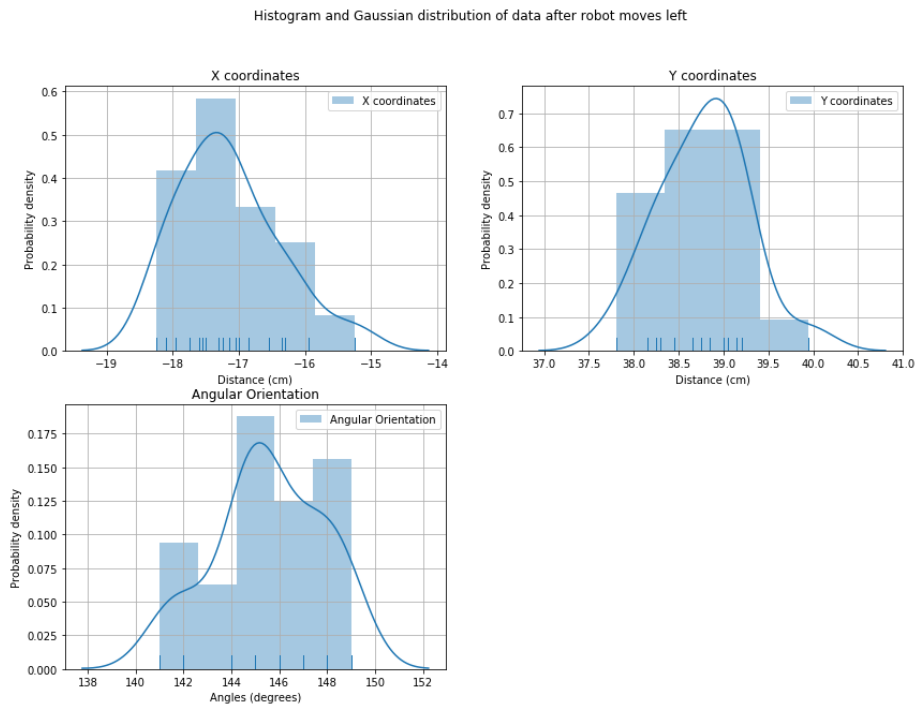 Histogram and Gaussian distribution of data after robot moves left
X coordinates
X coordinates
Probability density
0.6
0.5
0.4
0.3
0.2
0.1
0.0
−19 −18 −17 −16 −15 −14
Distance (cm)
Y coordinates
Y coordinates
Probability density
0.7
0.6
0.5
0.4
0.3
0.2
0.1
0.0
37.0 37.5 38.0 38.5 39.0 39.5 40.0 40.5 41.0
Distance (cm)
Angular Orientation
Angular Orientation
Probability density
0.175
0.150
0.125
0.100
0.075
0.050
0.025
0.000
138 140 142 144 146 148 150 152
Angles (degrees)